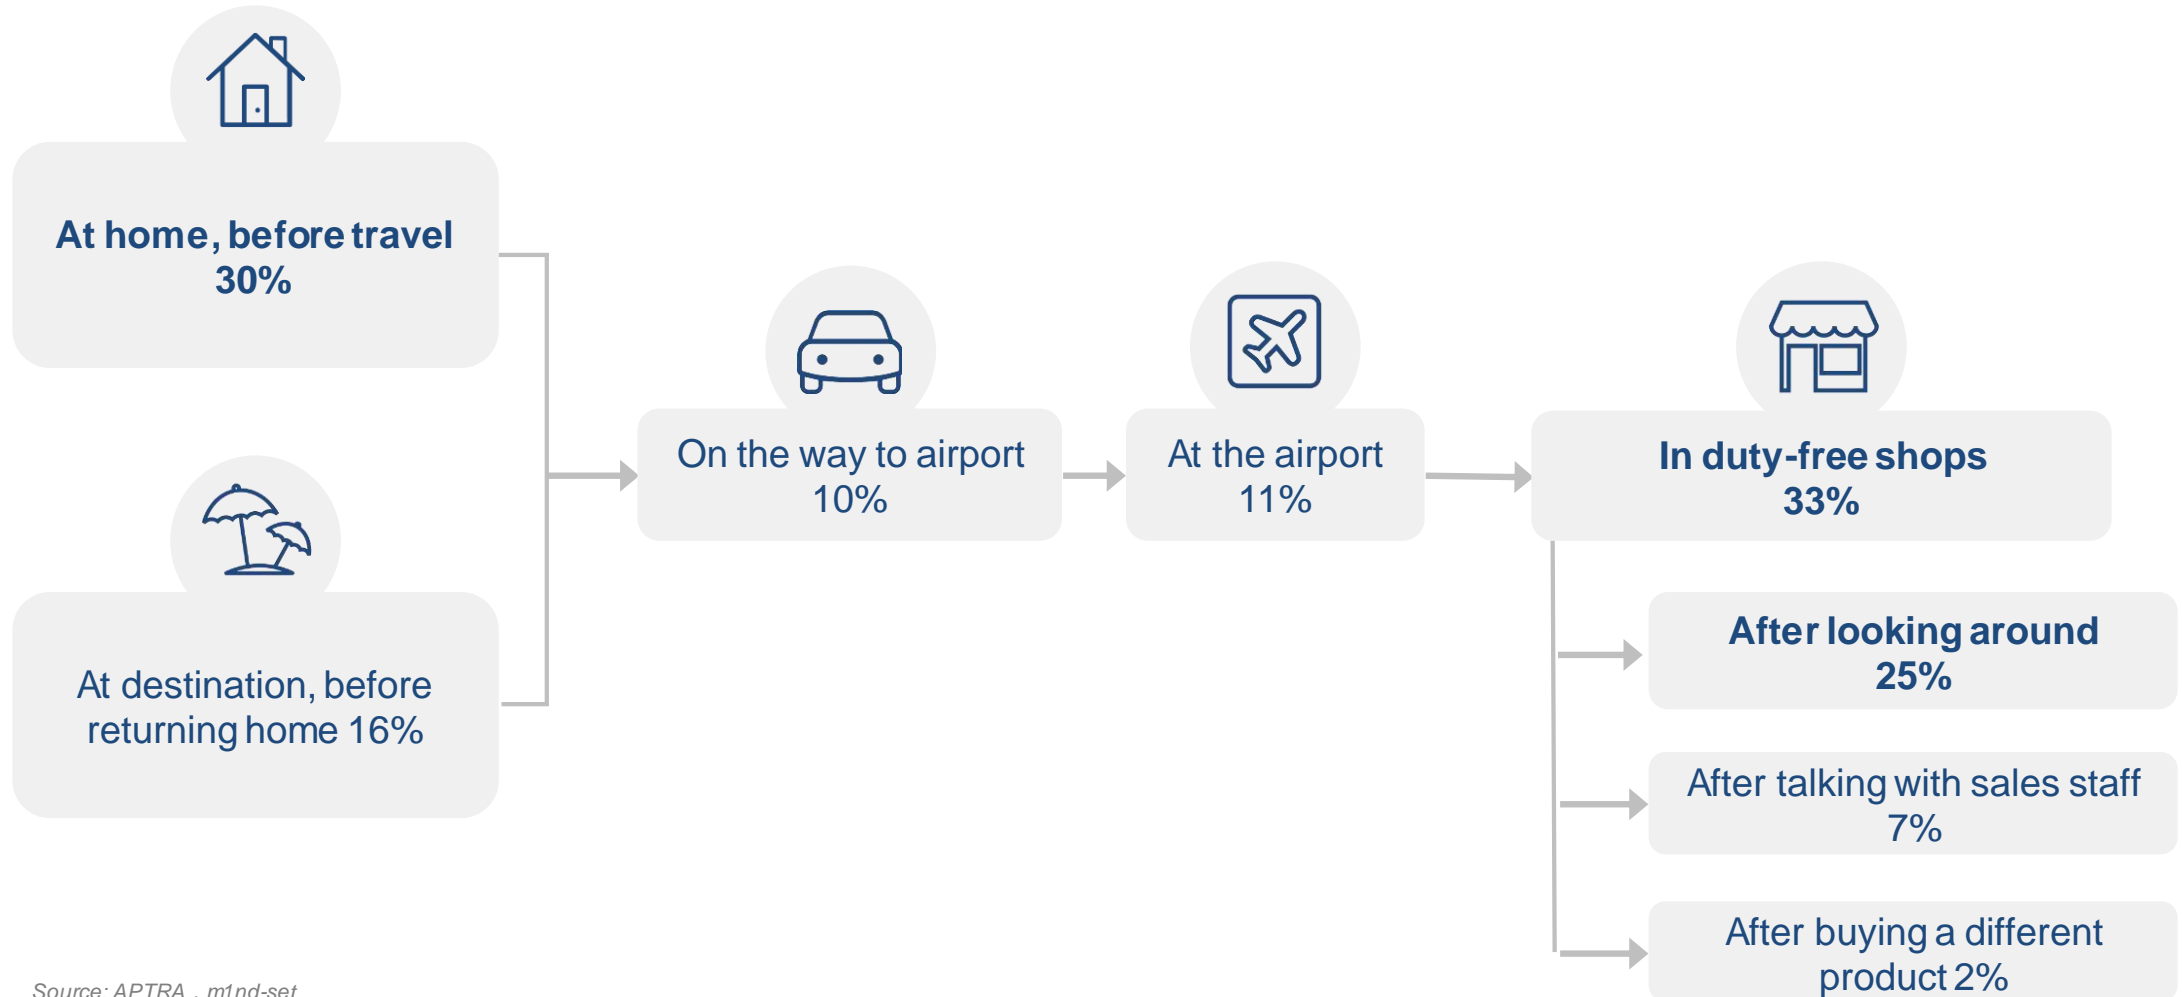 At home, before travel
30%
At destination, before
returning home 16%
On the way to airport
10%
At the airport
11%
In duty-free shops
33%
After looking around
25%
After talking with sales staff
7%
After buying a different
product 2%
Source: APTRA , m1nd-set